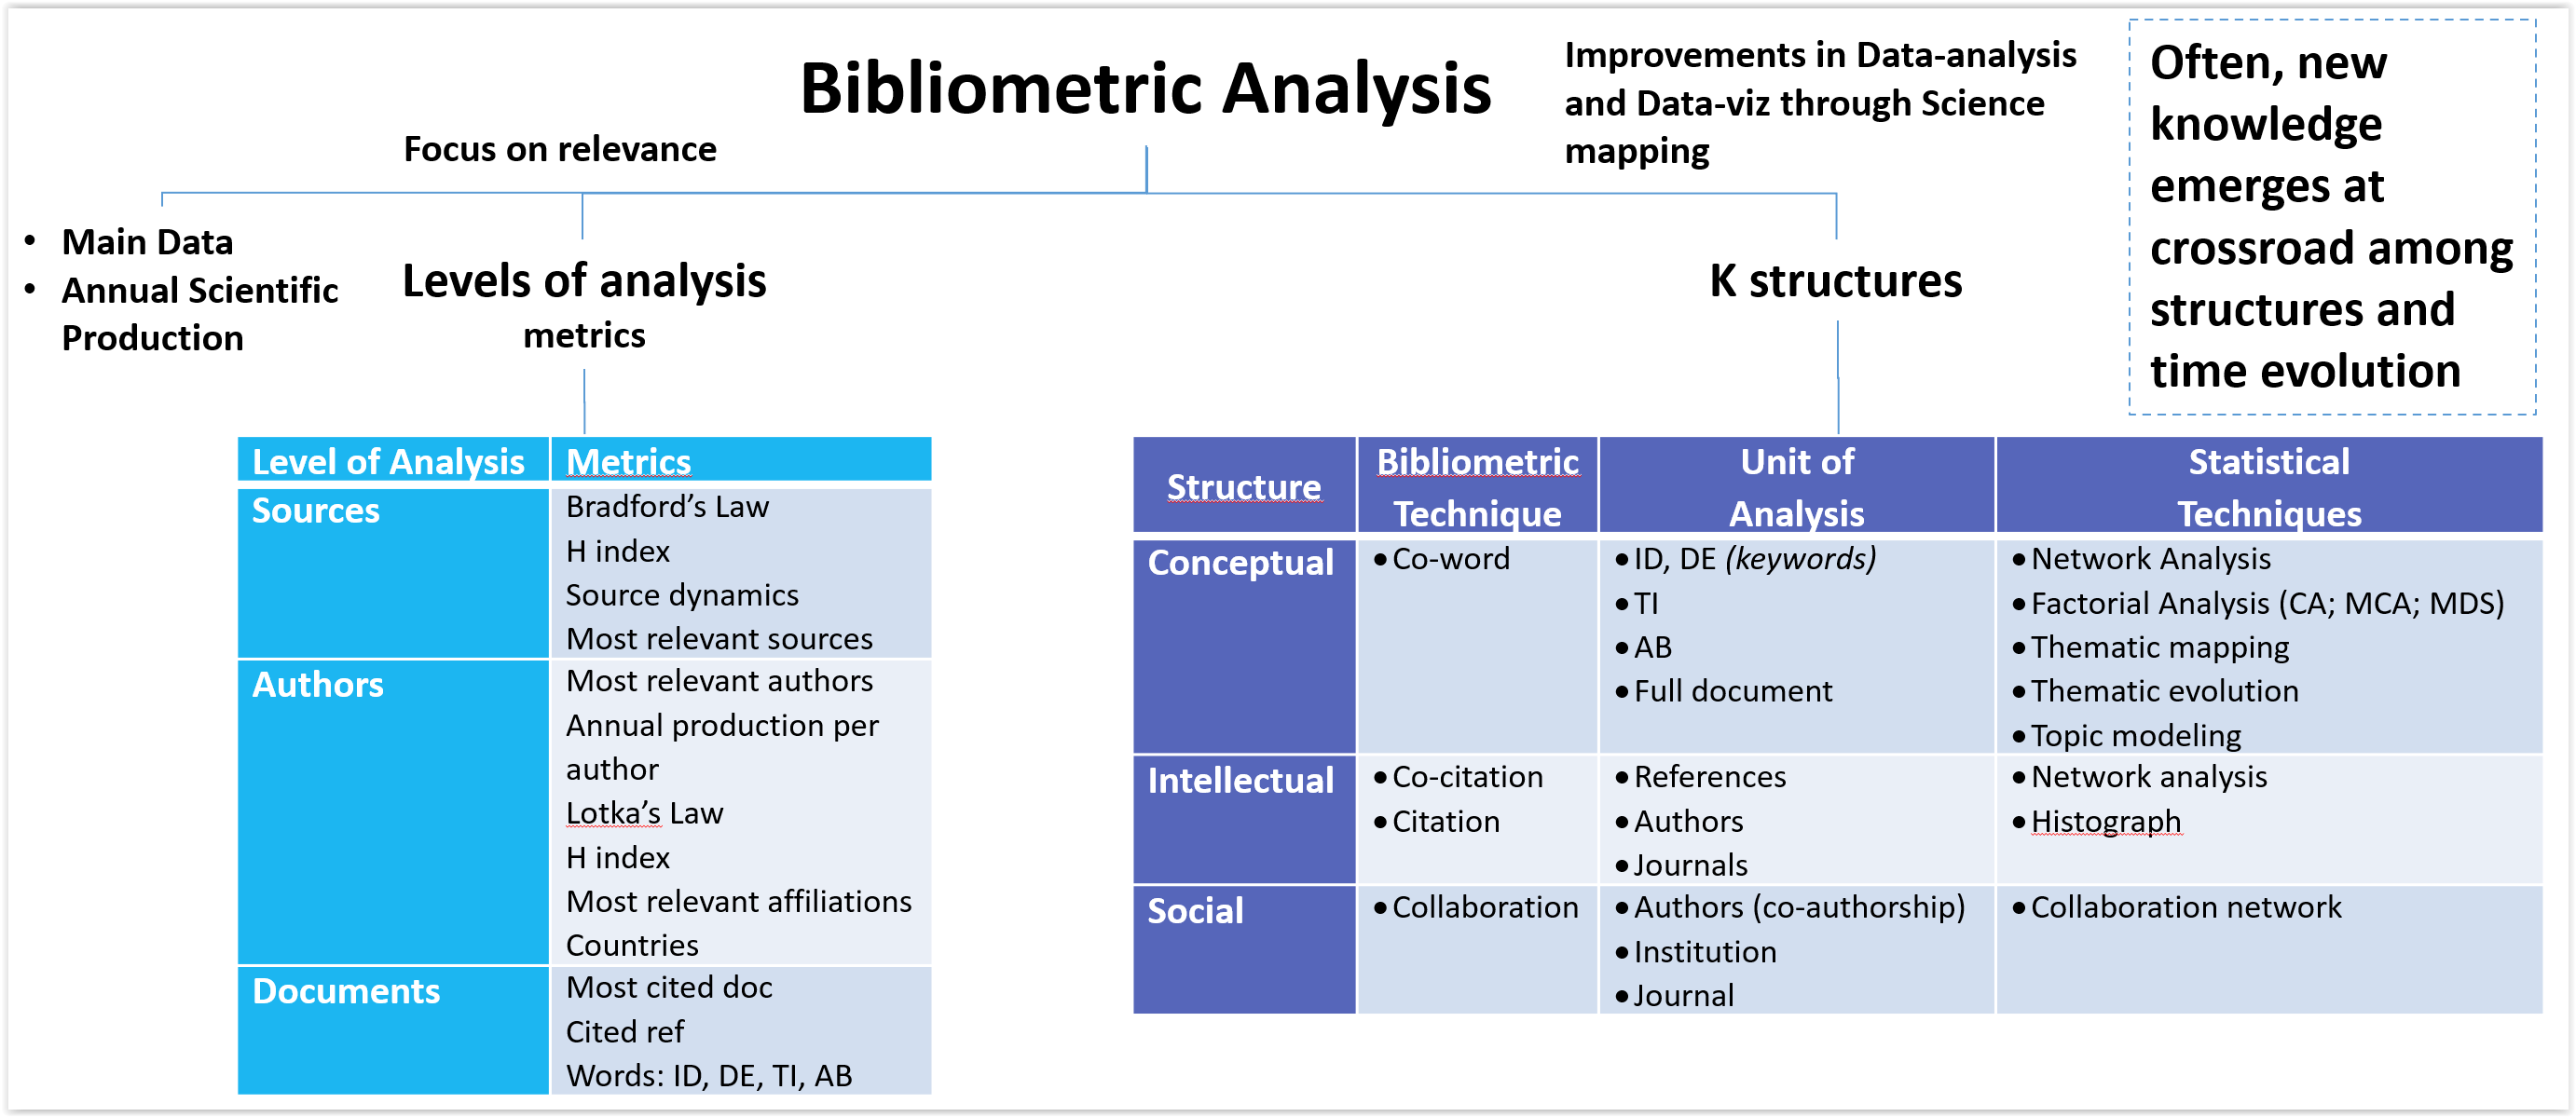 Bibliometric Analysis
Focus on relevance
Improvements in Data-analysis
and Data-viz through Science
mapping
Often, new
knowledge
emerges at
crossroad among
structures and
time evolution
• Main Data
• Annual Scientific
Production
Levels of analysis
metrics
K structures
Level of Analysis
Metrics
Sources
Bradford’s Law
H index
Source dynamics
Most relevant sources
Authors
Most relevant authors
Annual production per
author
Lotka’s Law
H index
Most relevant affiliations
Countries
Documents
Most cited doc
Cited ref
Words: ID, DE, TI, AB
Structure
Bibliometric
Technique
Unit of
Analysis
Statistical
Techniques
Conceptual
• Co-word
• ID, DE (keywords)
• TI
• AB
• Full document
• Network Analysis
• Factorial Analysis (CA; MCA; MDS)
• Thematic mapping
• Thematic evolution
• Topic modeling
Intellectual
• Co-citation
• Citation
• References
• Authors
• Journals
• Network analysis
• Histograph
Social
• Collaboration
• Authors (co-authorship)
• Institution
• Journal
• Collaboration network